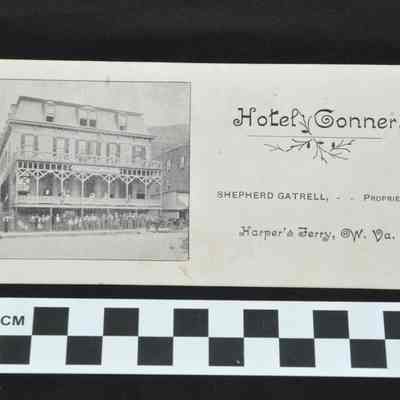 Hotel Conner,
SHEPHERD GATRELL, - - PROPRIE
Harper's Ferry, W. Va.
CM